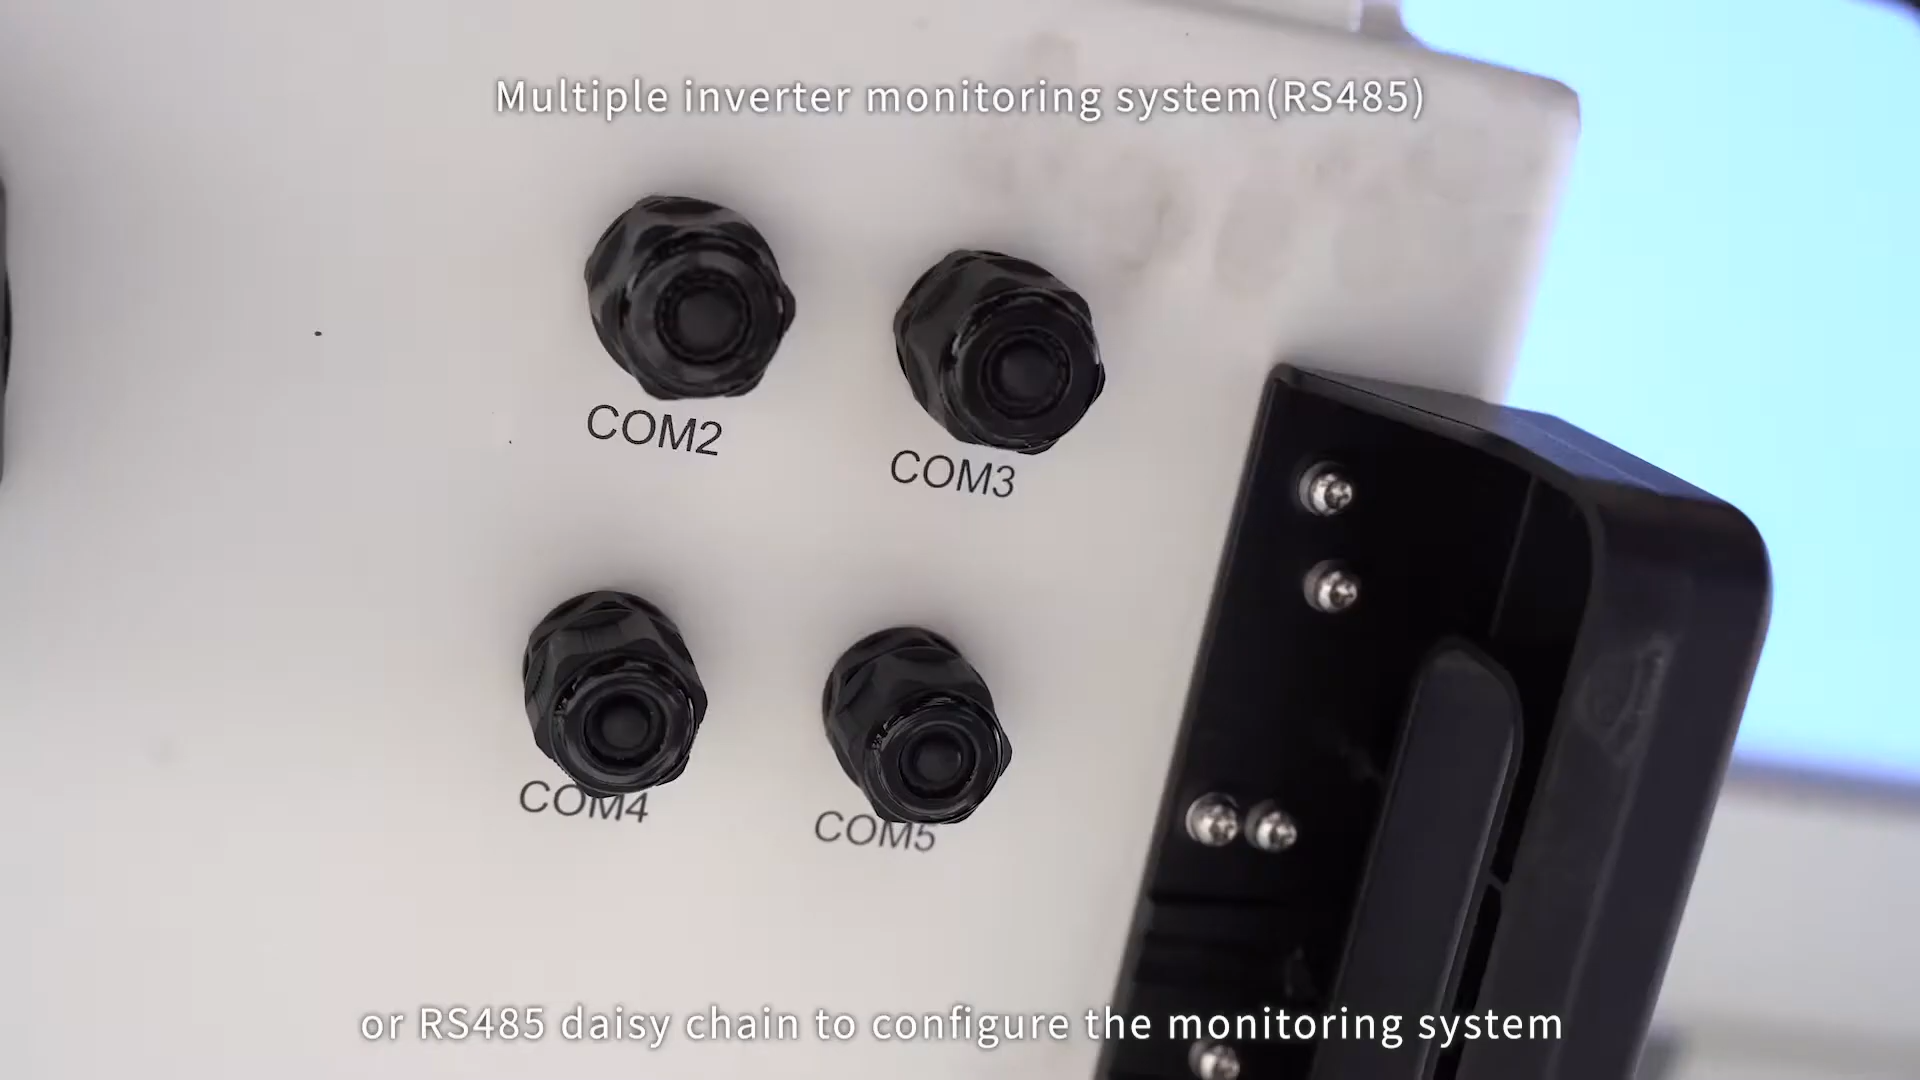 Multiple inverter monitoring system(RS485)
COM2
COM3
COM4
COM5
or RS485 daisy chain to configure the monitoring system